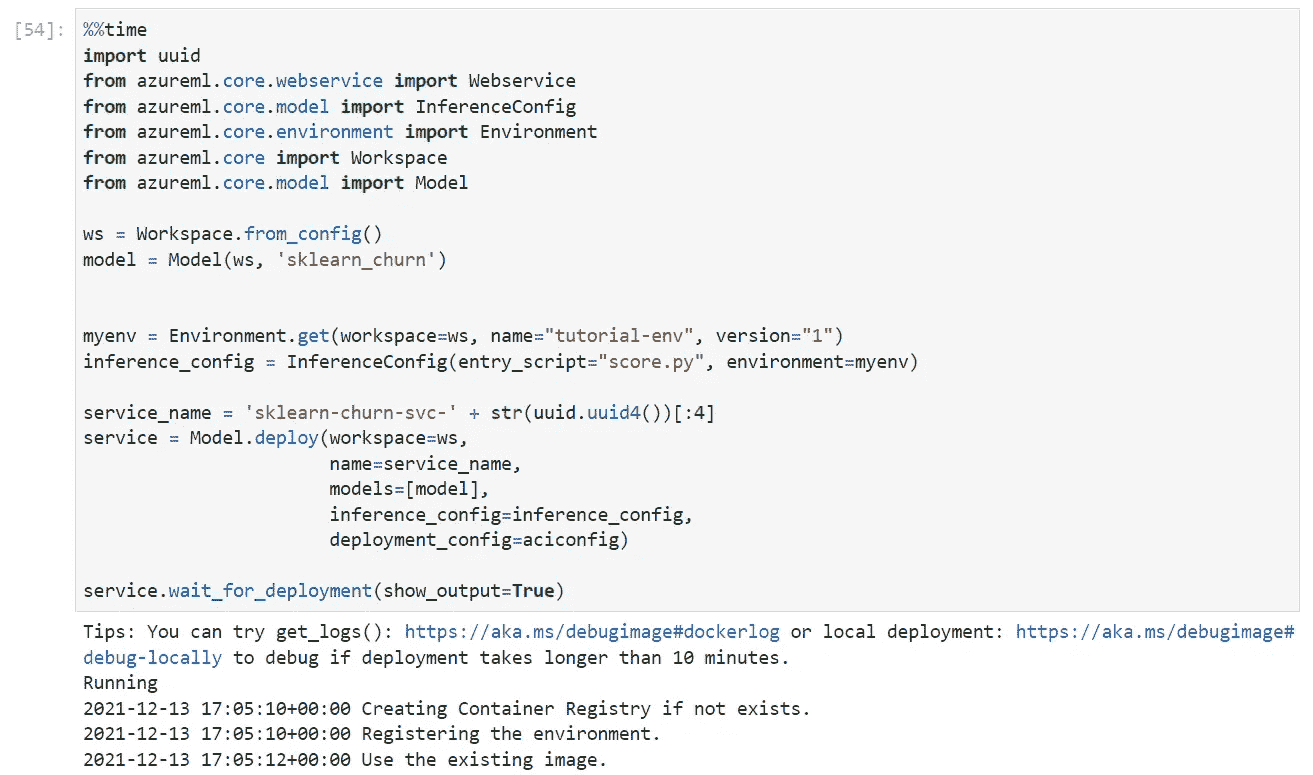 [54]:
%%time
import uuid
from azureml.core.webservice import Webservice
from azureml.core.model import InferenceConfig
from azureml.core.environment import Environment
from azureml.core import Workspace
from azureml.core.model import Model

ws = Workspace.from_config()
model = Model(ws, 'sklearn_churn')


myenv = Environment.get(workspace=ws, name="tutorial-env", version="1")
inference_config = InferenceConfig(entry_script="score.py", environment=myenv)

service_name = 'sklearn-churn-svc-' + str(uuid.uuid4())[:4]
service = Model.deploy(workspace=ws,
                       name=service_name,
                       models=[model],
                       inference_config=inference_config,
                       deployment_config=aciconfig)

service.wait_for_deployment(show_output=True)
Tips: You can try get_logs(): https://aka.ms/debugimage#dockerlog or local deployment: https://aka.ms/debugimage#
debug-locally to debug if deployment takes longer than 10 minutes.
Running
2021-12-13 17:05:10+00:00 Creating Container Registry if not exists.
2021-12-13 17:05:10+00:00 Registering the environment.
2021-12-13 17:05:12+00:00 Use the existing image.